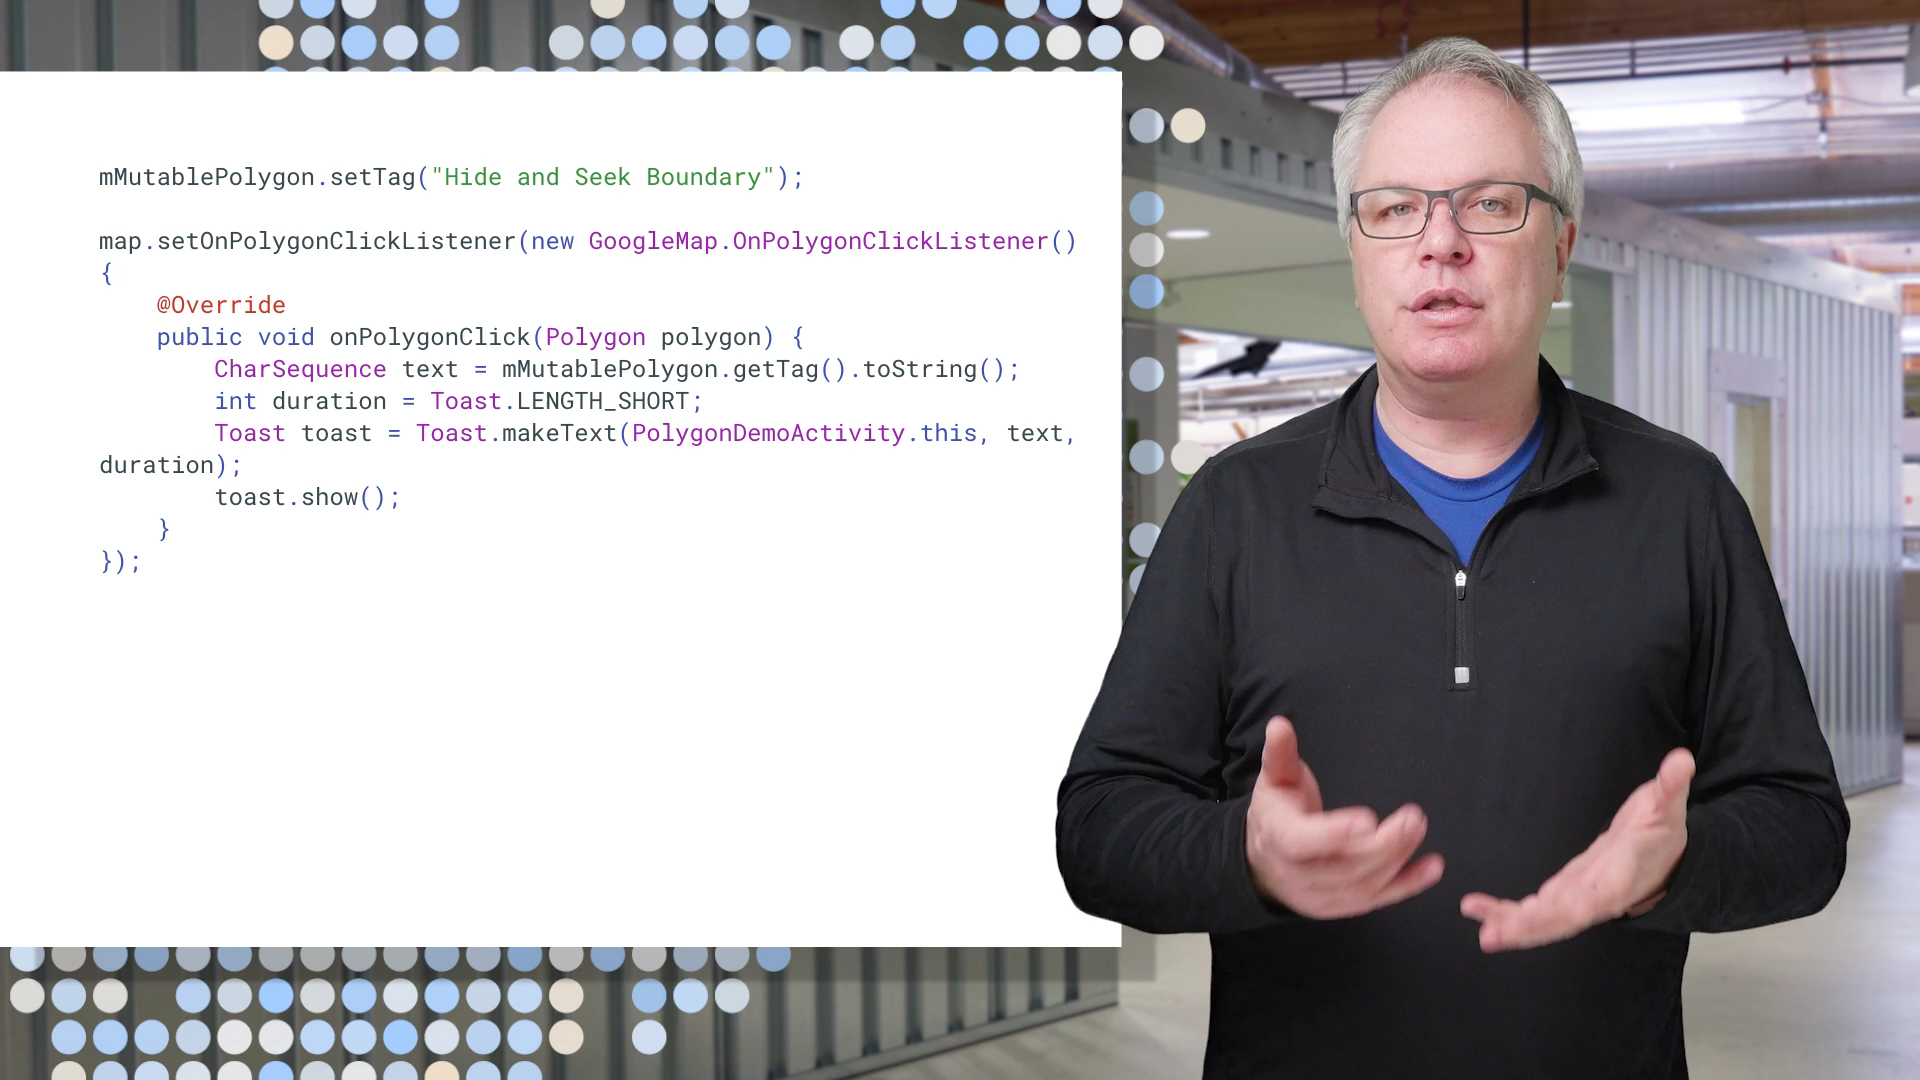 mMutablePolygon.setTag("Hide and Seek Boundary");
map.setOnPolygonClickListener(new GoogleMap.OnPolygonClickListener()
{
    @Override
    public void onPolygonClick(Polygon polygon) {
        CharSequence text = mMutablePolygon.getTag().toString();
        int duration = Toast.LENGTH_SHORT;
        Toast toast = Toast.makeText(PolygonDemoActivity.this, text,
duration);
        toast.show();
    }
});